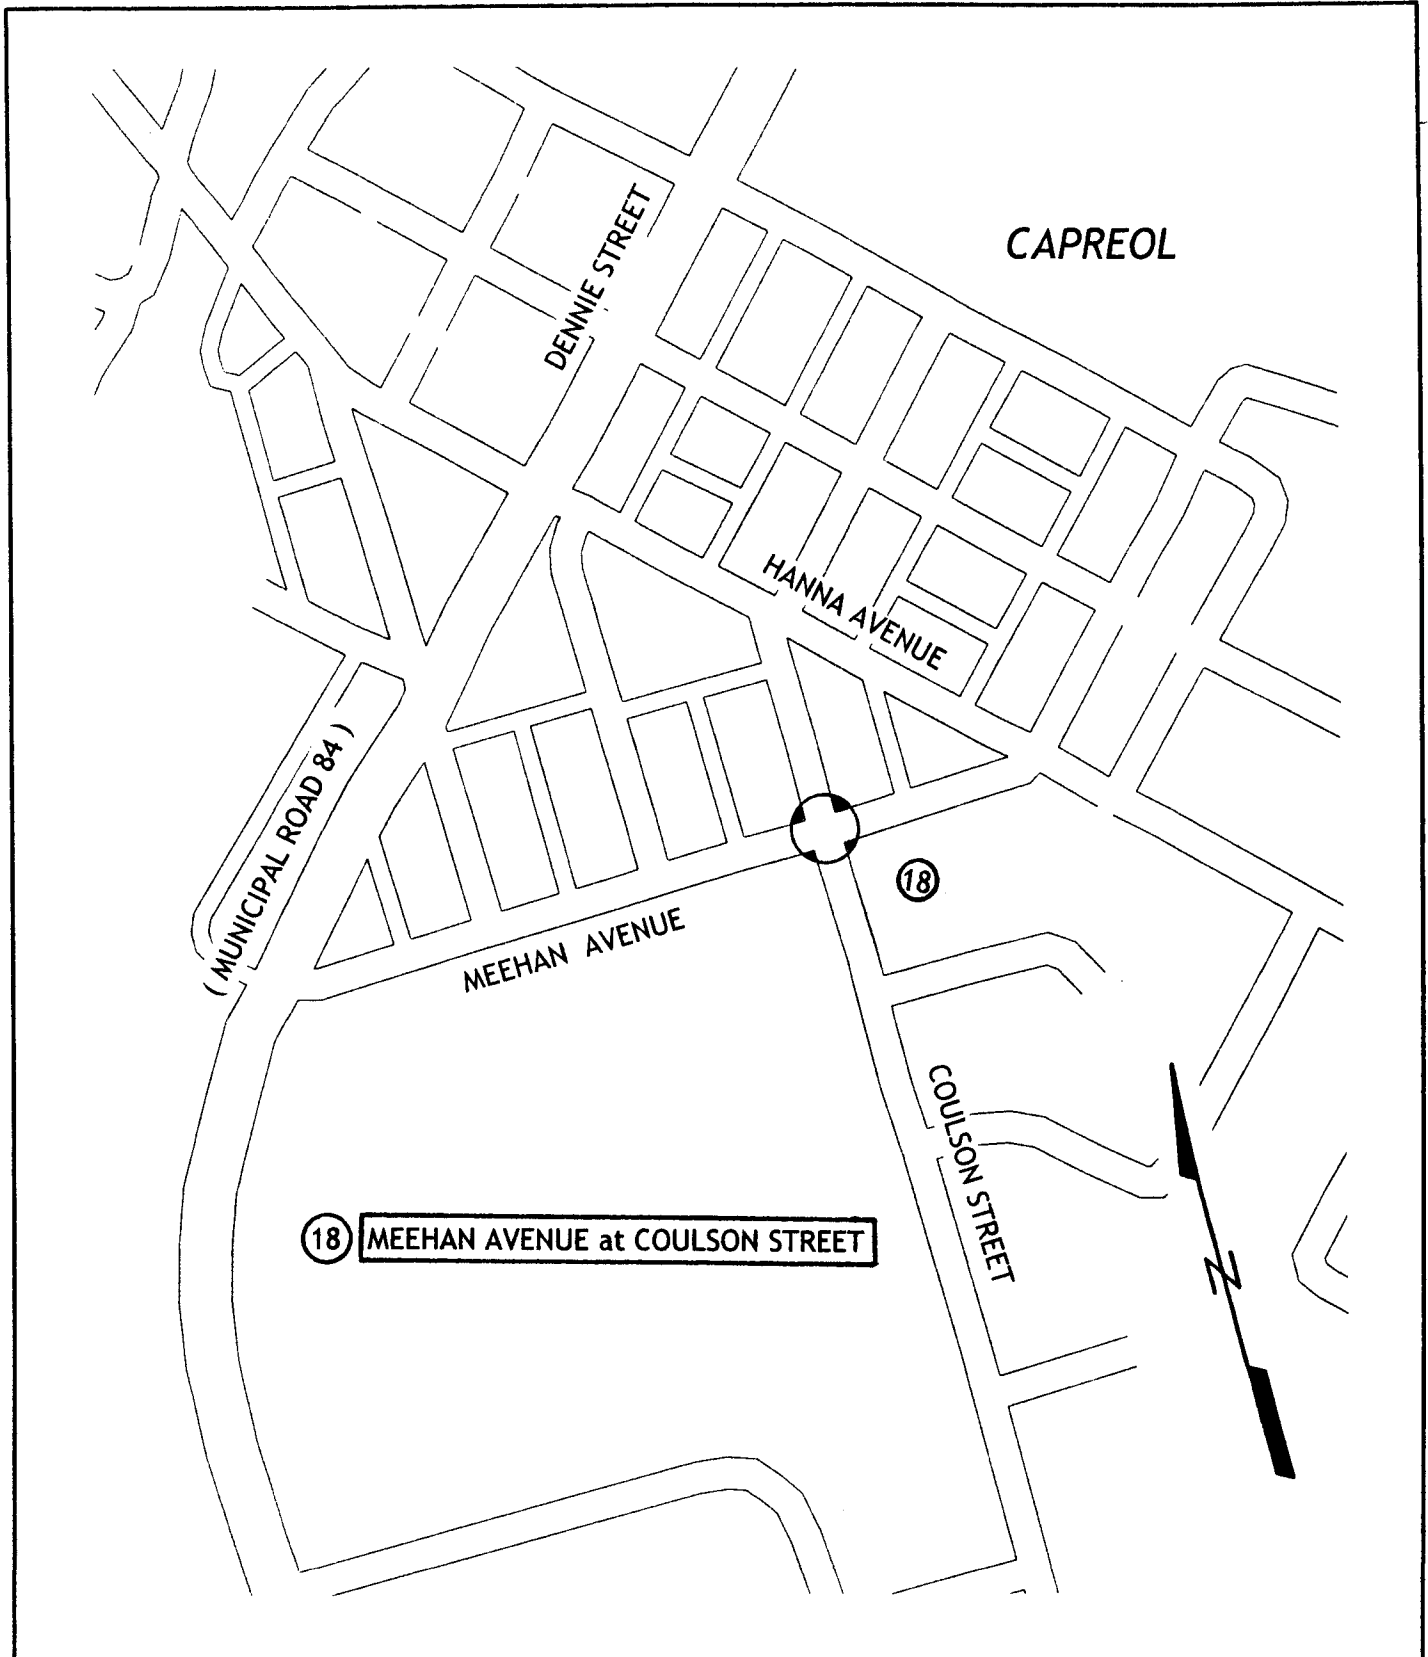 CAPREOL
DENNIE STREET
HANNA AVENUE
( MUNICIPAL ROAD 84 )
18
MEEHAN AVENUE
COULSON STREET
18 MEEHAN AVENUE at COULSON STREET
N